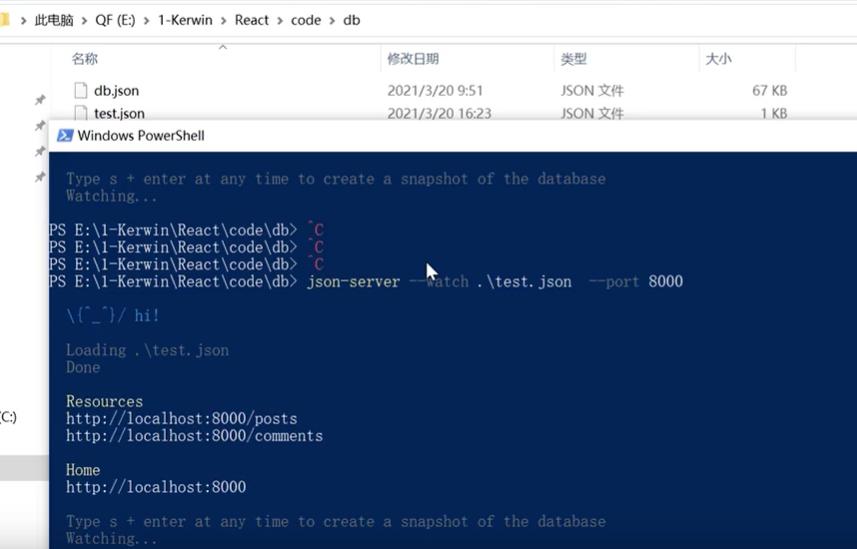 此电脑 > QF (E:) > 1-Kerwin > React > code > db
名称 修改日期 类型 大小
db.json 2021/3/20 9:51 JSON 文件 67 KB
test.json 2021/3/20 16:23 JSON 文件 1 KB
Windows PowerShell
Type s + enter at any time to create a snapshot of the database
Watching...
PS E:\1-Kerwin\React\code\db> ^C
PS E:\1-Kerwin\React\code\db> ^C
PS E:\1-Kerwin\React\code\db> ^C
PS E:\1-Kerwin\React\code\db> json-server --watch .\test.json --port 8000
\{^_^}/ hi!
Loading .\test.json
Done
Resources
http://localhost:8000/posts
(C:)
http://localhost:8000/comments
Home
http://localhost:8000
Type s + enter at any time to create a snapshot of the database
Watching...